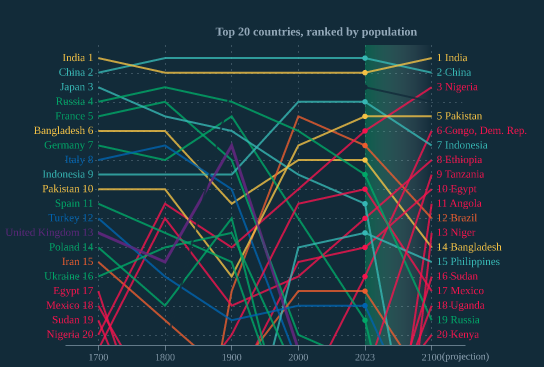 Top 20 countries, ranked by population
India 1
China 2
Japan 3
Russia 4
France 5
Bangladesh 6
Germany 7
Italy 8
Indonesia 9
Pakistan 10
Spain 11
Turkey 12
United Kingdom 13
Poland 14
Iran 15
Ukraine 16
Egypt 17
Mexico 18
Sudan 19
Nigeria 20
1 India
2 China
3 Nigeria
5 Pakistan
6 Congo, Dem. Rep.
7 Indonesia
8 Ethiopia
9 Tanzania
10 Egypt
11 Angola
12 Brazil
13 Niger
14 Bangladesh
15 Philippines
16 Sudan
17 Mexico
18 Uganda
19 Russia
20 Kenya
1700 1800 1900 2000 2023 2100(projection)